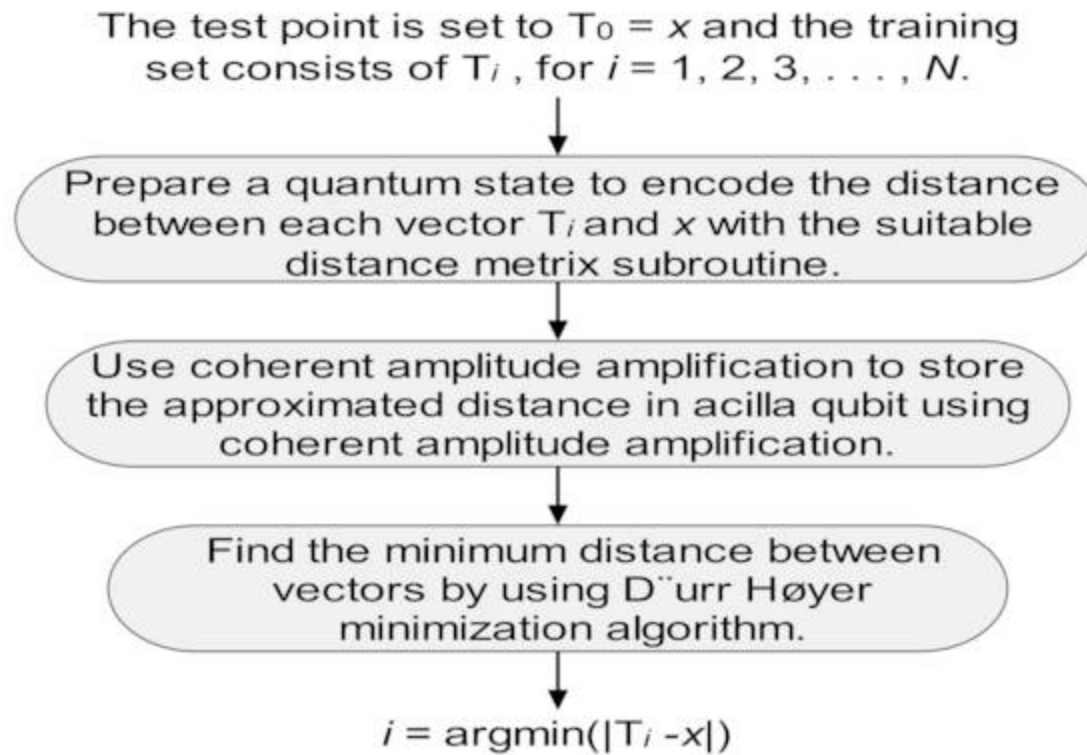 The test point is set to T₀ = x and the training
set consists of Tᵢ , for i = 1, 2, 3, . . . , N.
Prepare a quantum state to encode the distance
between each vector Tᵢ and x with the suitable
distance metrix subroutine.
Use coherent amplitude amplification to store
the approximated distance in acilla qubit using
coherent amplitude amplification.
Find the minimum distance between
vectors by using D¨urr Høyer
minimization algorithm.
i = argmin(|Tᵢ -x|)